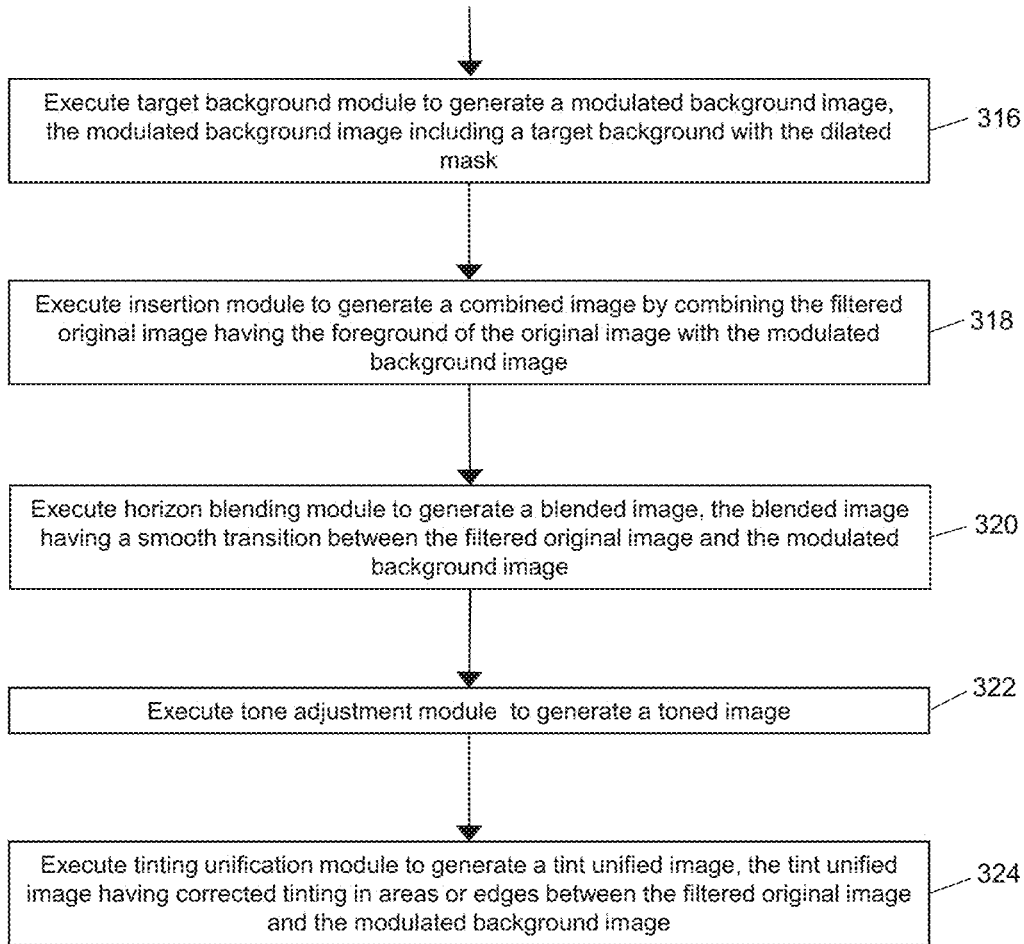 Execute target background module to generate a modulated background image,
the modulated background image including a target background with the dilated
mask
316
Execute insertion module to generate a combined image by combining the filtered
original image having the foreground of the original image with the modulated
background image
318
Execute horizon blending module to generate a blended image, the blended image
having a smooth transition between the filtered original image and the modulated
background image
320
Execute tone adjustment module to generate a toned image
322
Execute tinting unification module to generate a tint unified image, the tint unified
image having corrected tinting in areas or edges between the filtered original image
and the modulated background image
324